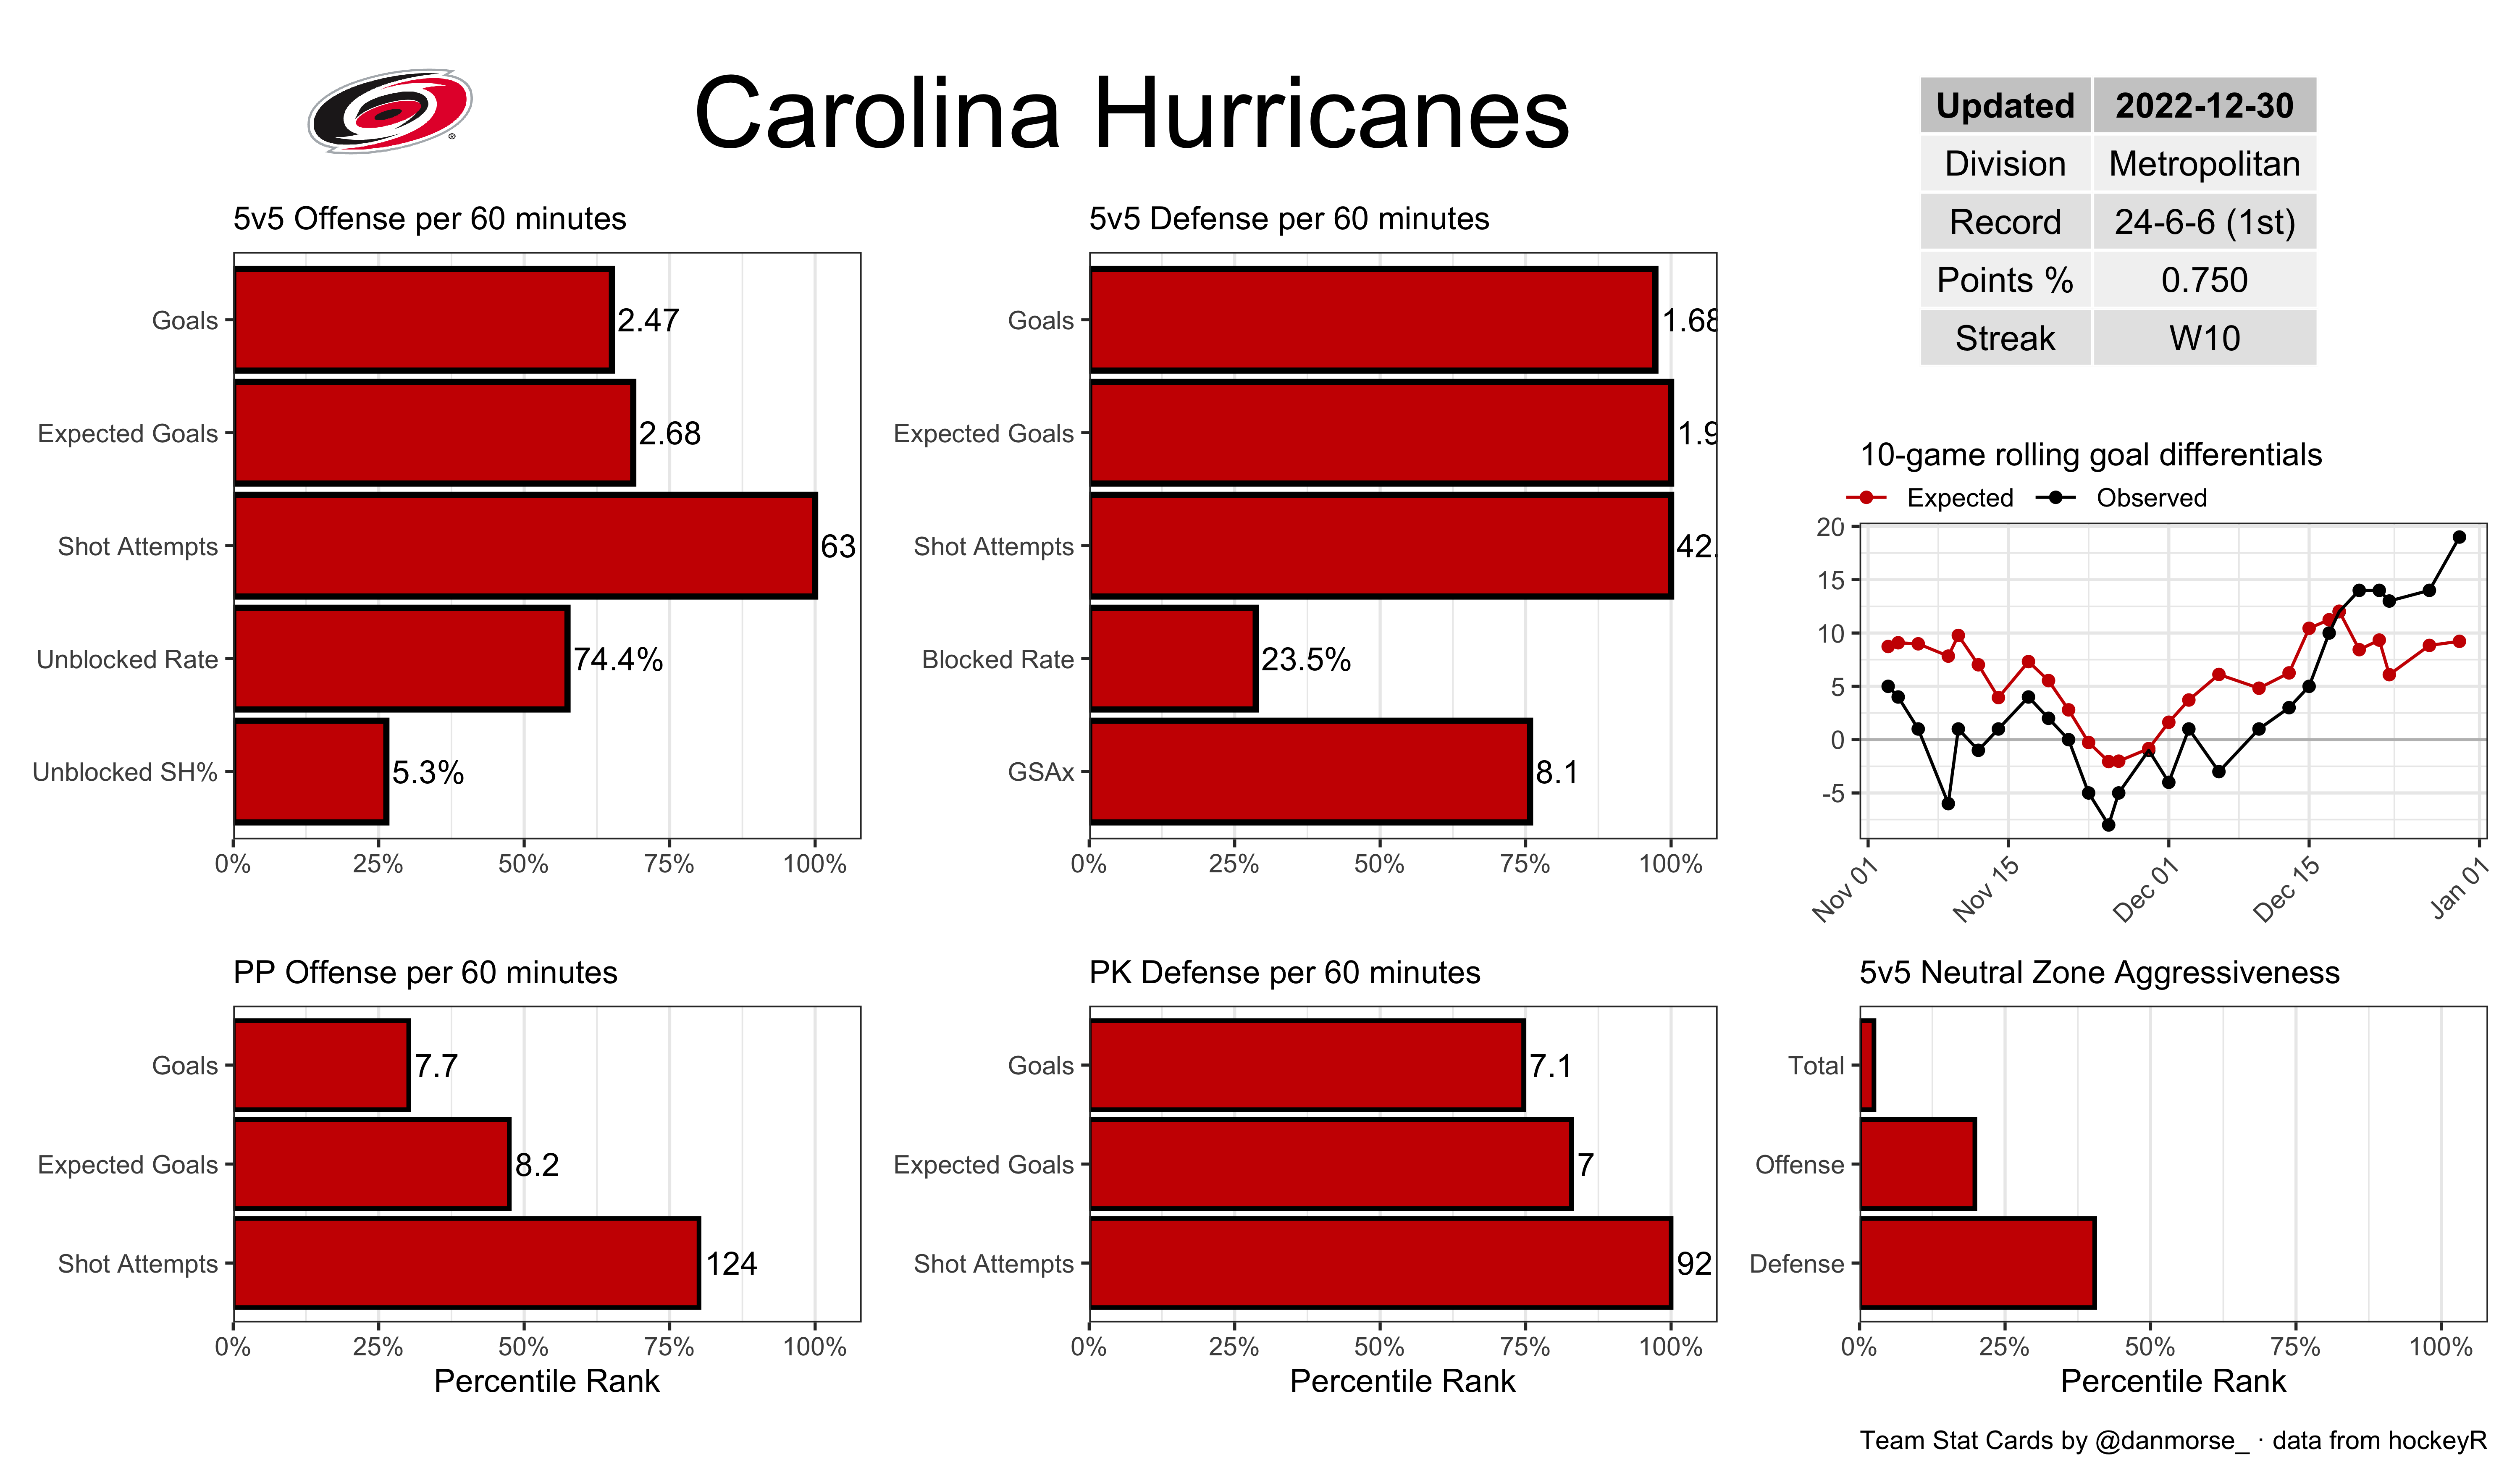 Carolina Hurricanes
Updated 2022-12-30
Division Metropolitan
Record 24-6-6 (1st)
Points % 0.750
Streak W10
5v5 Offense per 60 minutes
Goals 2.47
Expected Goals 2.68
Shot Attempts 63
Unblocked Rate 74.4%
Unblocked SH% 5.3%
0% 25% 50% 75% 100%
5v5 Defense per 60 minutes
Goals 1.68
Expected Goals 1.9
Shot Attempts 42.
Blocked Rate 23.5%
GSAx 8.1
0% 25% 50% 75% 100%
10-game rolling goal differentials
Expected Observed
20
15
10
5
0
-5
Nov 01 Nov 15 Dec 01 Dec 15 Jan 01
PP Offense per 60 minutes
Goals 7.7
Expected Goals 8.2
Shot Attempts 124
0% 25% 50% 75% 100%
Percentile Rank
PK Defense per 60 minutes
Goals 7.1
Expected Goals 7
Shot Attempts 92
0% 25% 50% 75% 100%
Percentile Rank
5v5 Neutral Zone Aggressiveness
Total
Offense
Defense
0% 25% 50% 75% 100%
Percentile Rank
Team Stat Cards by @danmorse_ · data from hockeyR